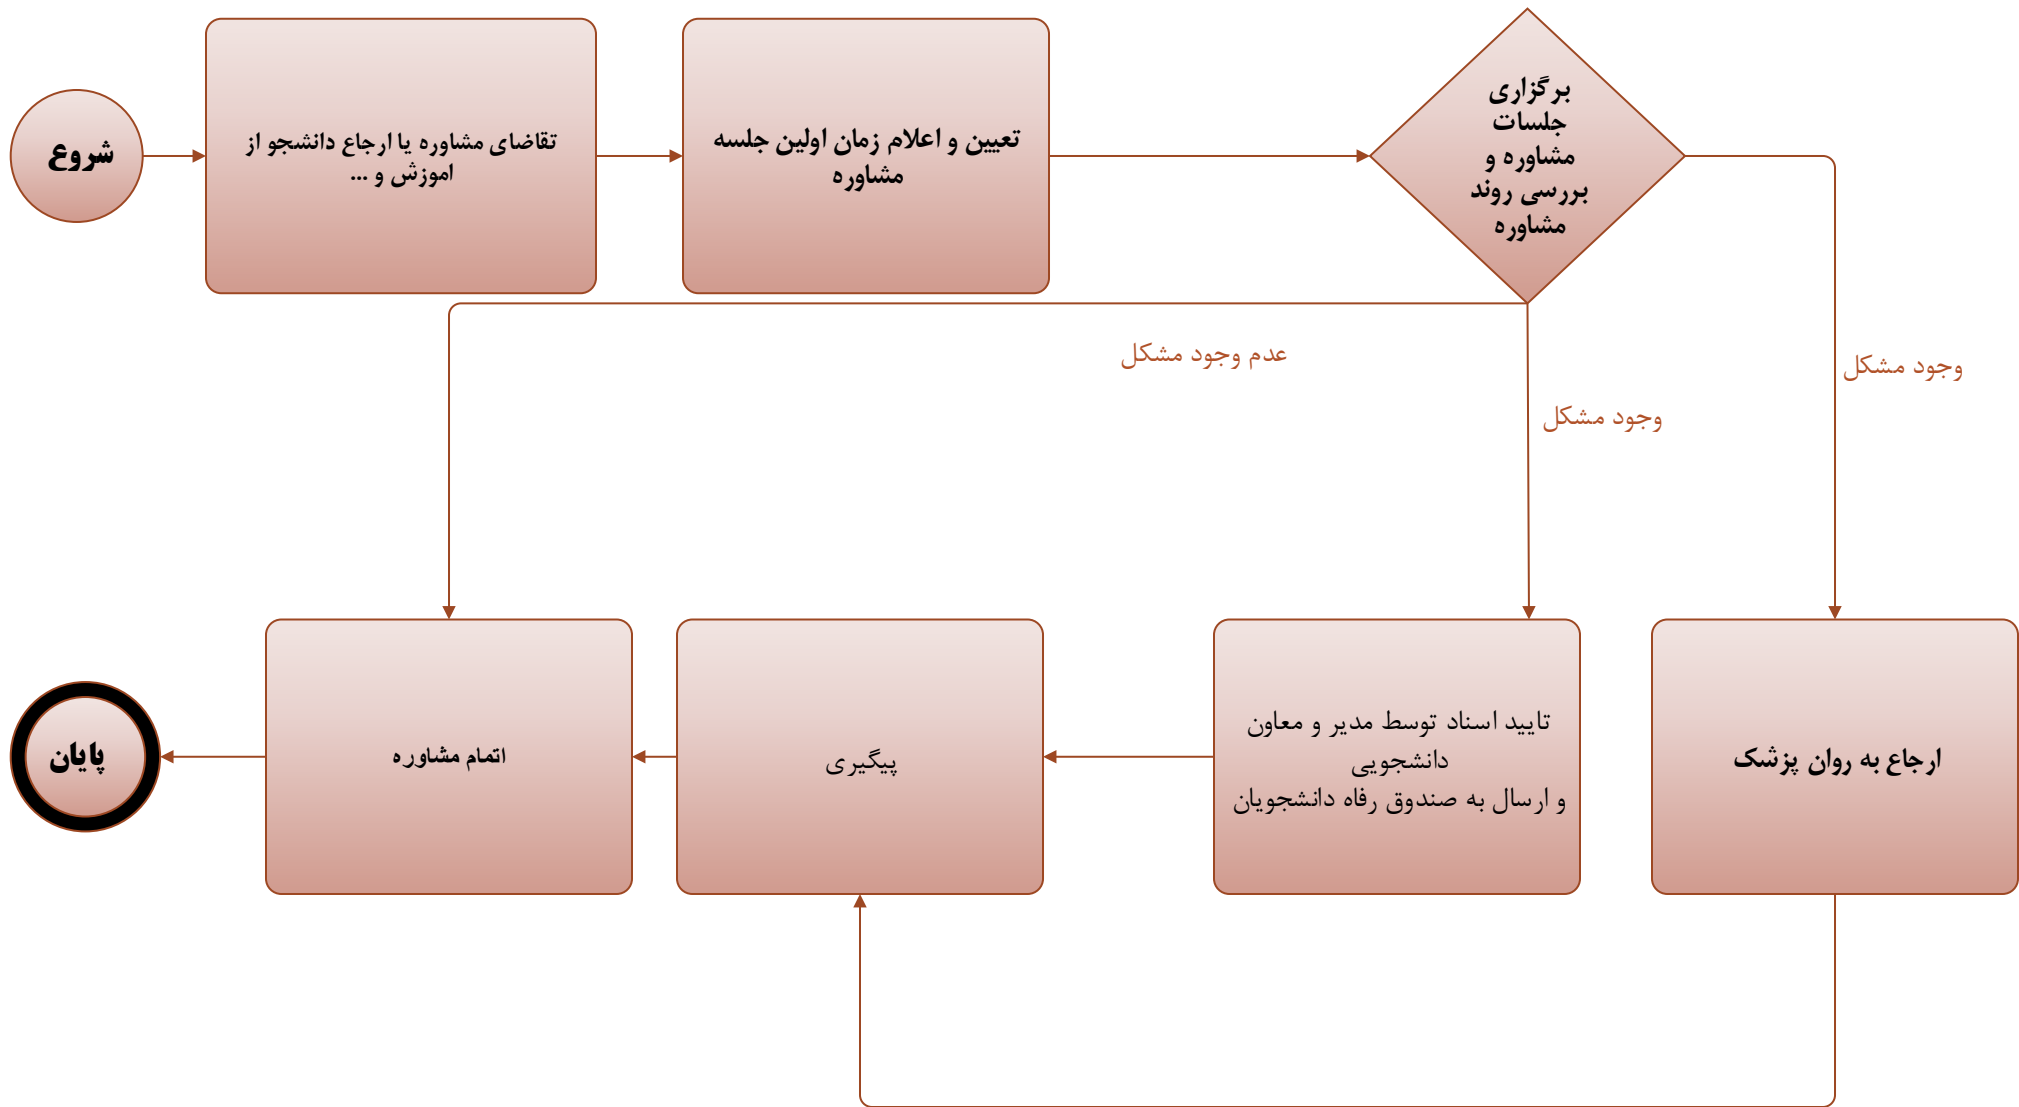 شروع
تقاضای مشاوره یا ارجاع دانشجو از
اموزش و ...
تعیین و اعلام زمان اولین جلسه
مشاوره
برگزاری
جلسات
مشاوره و
بررسی روند
مشاوره
عدم وجود مشکل
وجود مشکل
وجود مشکل
ارجاع به روان پزشک
تایید اسناد توسط مدیر و معاون
دانشجویی
و ارسال به صندوق رفاه دانشجویان
پیگیری
اتمام مشاوره
پایان